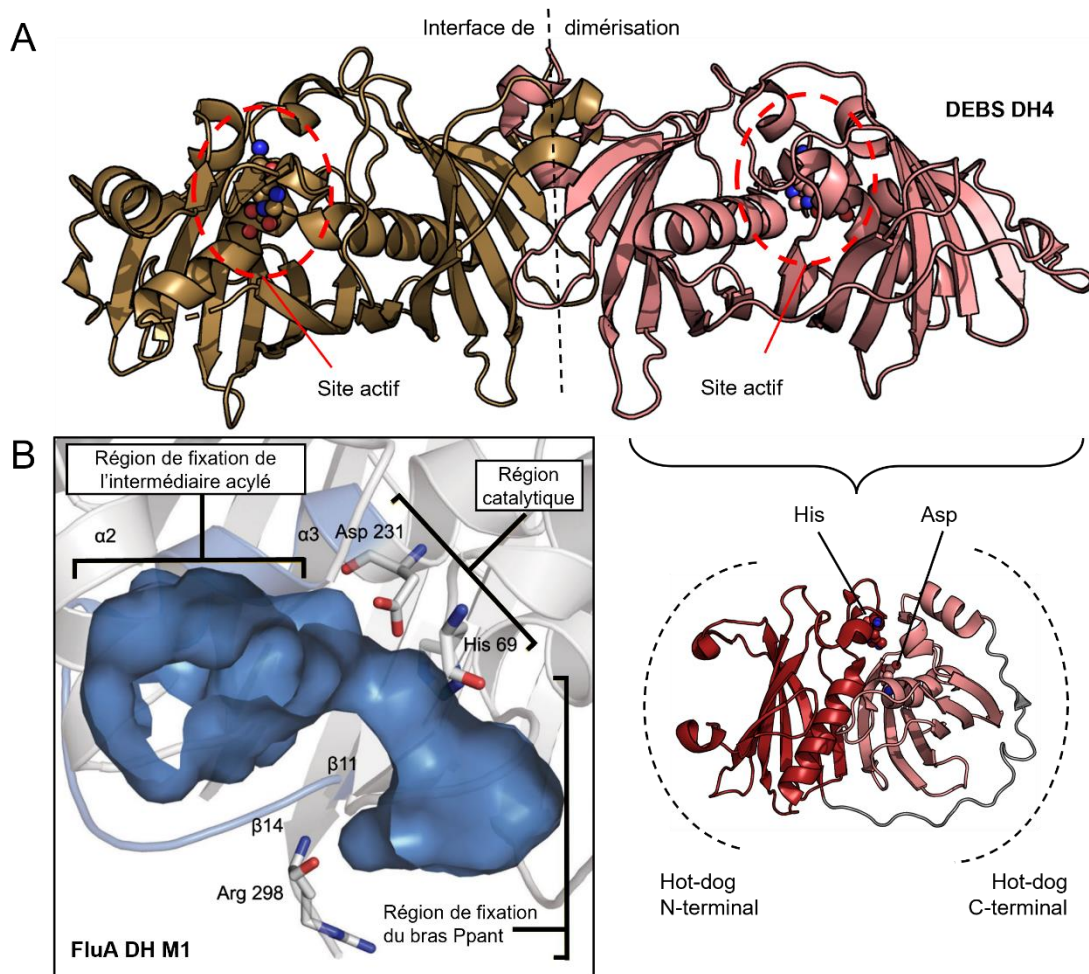 A
Interface de dimérisation
DEBS DH4
Site actif
Site actif
B
Région de fixation de
l'intermédiaire acylé
Région
catalytique
α2
α3
Asp 231
His 69
β11
β14
Arg 298
Région de fixation
du bras Ppant
FluA DH M1
His
Asp
Hot-dog
N-terminal
Hot-dog
C-terminal